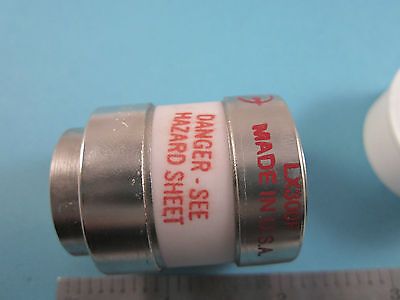 DANGER - SEE
HAZARD SHEET
MADE IN U.S.A.